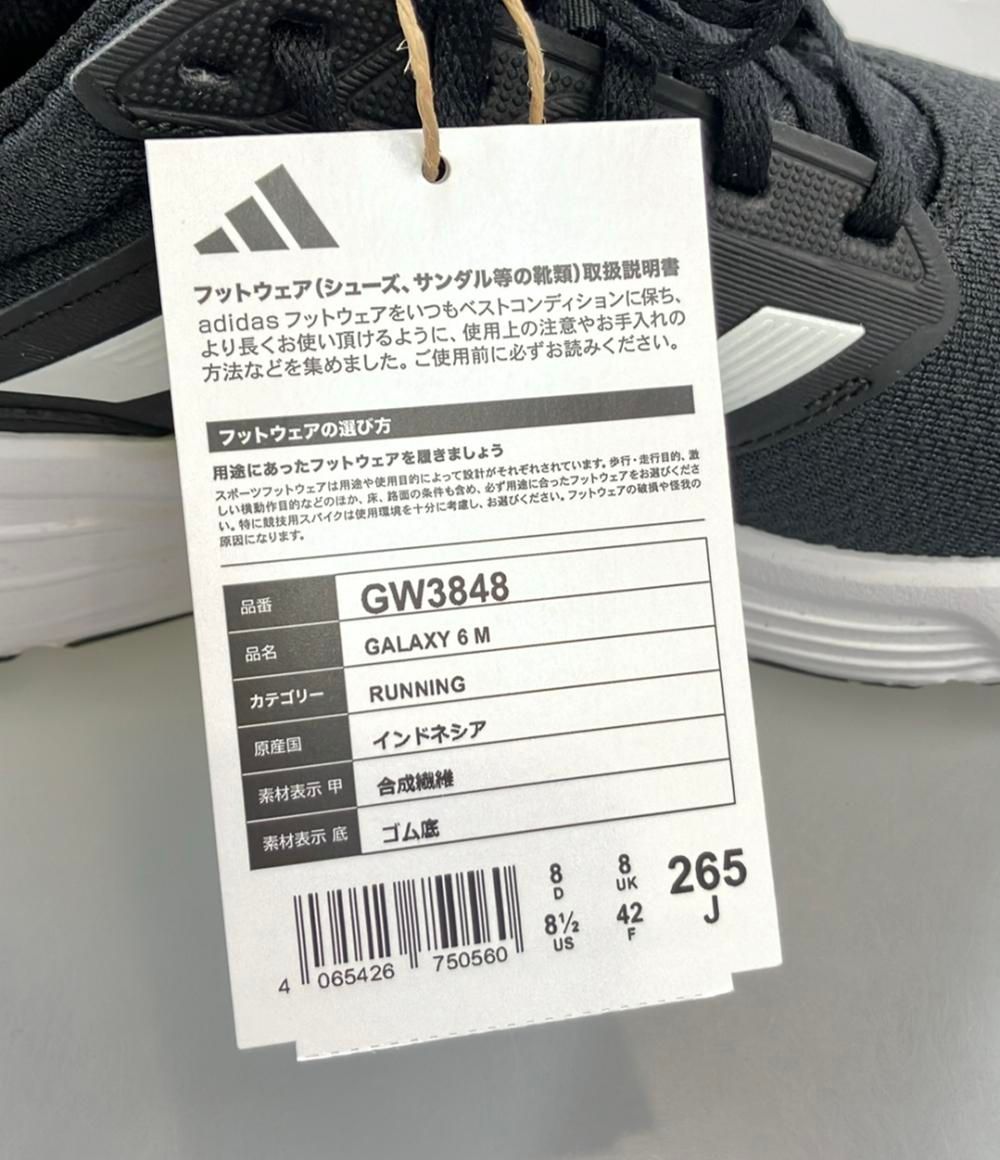 フットウェア(シューズ、サンダル等の靴類)取扱説明書
adidas フットウェアをいつもベストコンディションに保ち、
より長くお使い頂けるように、使用上の注意やお手入れの
方法などを集めました。ご使用前に必ずお読みください。
フットウェアの選び方
用途にあったフットウェアを履きましょう
スポーツフットウェアは用途や使用目的によって設計がそれぞれされています。歩行・走行目的、激
しい横動作目的などのほか、床、路面の条件も含め、必ず用途に合ったフットウェアをお選びくださ
い。特に競技用スパイクは使用環境を十分に考慮し、お選びください。フットウェアの破損や怪我の
原因になります。
品番 GW3848
品名 GALAXY 6 M
カテゴリー RUNNING
原産国 インドネシア
素材表示 甲 合成繊維
素材表示 底 ゴム底
8 8 265
D UK J
8½ 42
US F
4 065426 750560